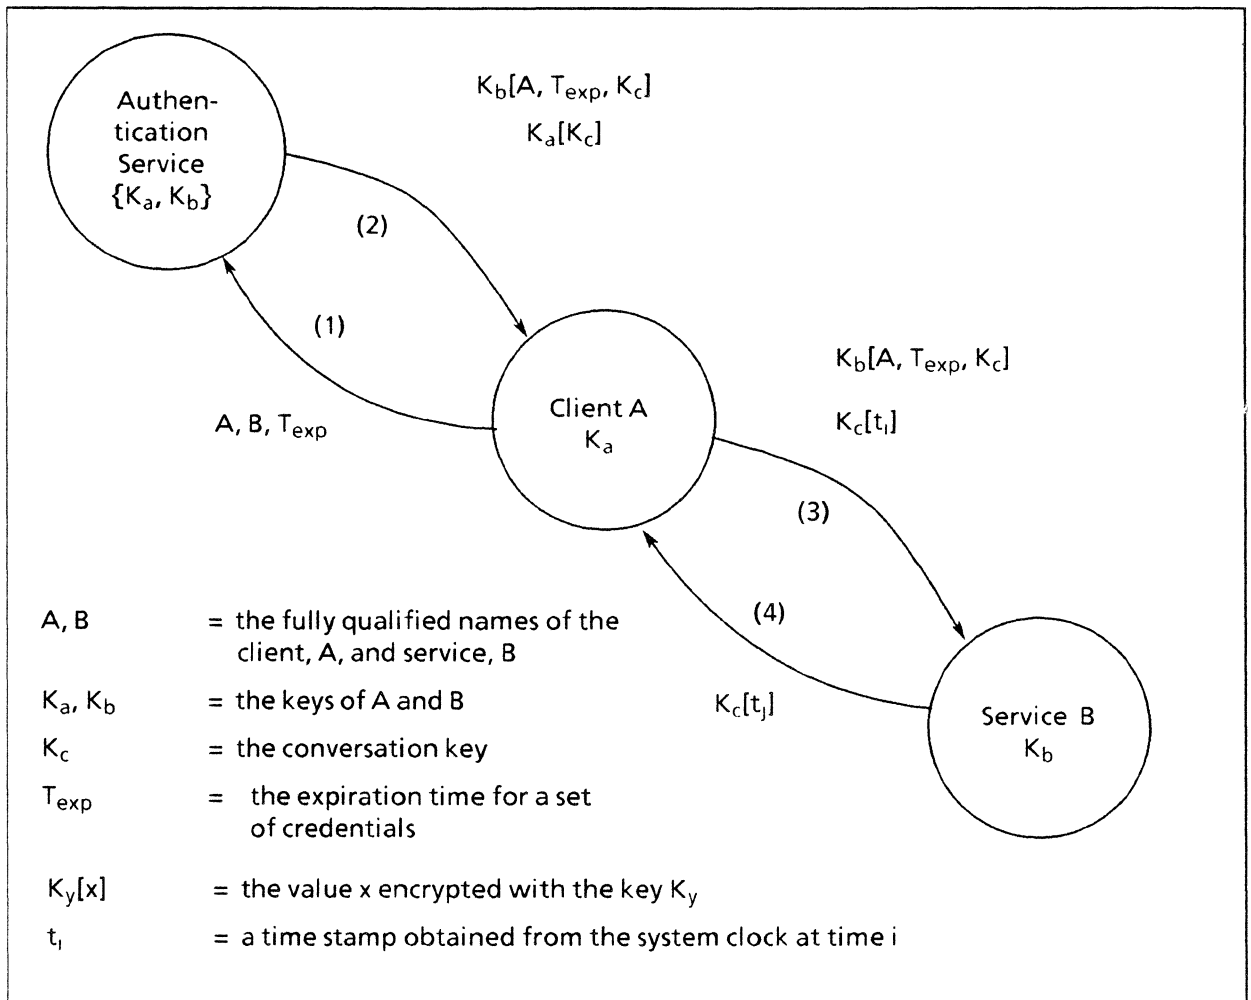 Authen-
tication
Service
{Ka, Kb}
Kb[A, Texp, Kc]
Ka[Kc]
(2)
(1)
A, B, Texp
Client A
Ka
Kb[A, Texp, Kc]
Kc[ti]
(3)
(4)
Kc[tj]
Service B
Kb
A, B = the fully qualified names of the
client, A, and service, B
Ka, Kb = the keys of A and B
Kc = the conversation key
Texp = the expiration time for a set
of credentials
Ky[x] = the value x encrypted with the key Ky
ti = a time stamp obtained from the system clock at time i